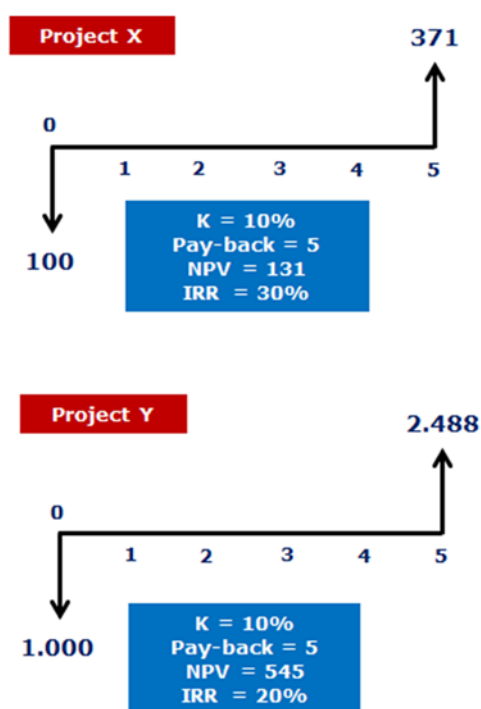 Project X
371
0
1 2 3 4 5
100
K = 10%
Pay-back = 5
NPV = 131
IRR = 30%
Project Y
2.488
0
1 2 3 4 5
1.000
K = 10%
Pay-back = 5
NPV = 545
IRR = 20%